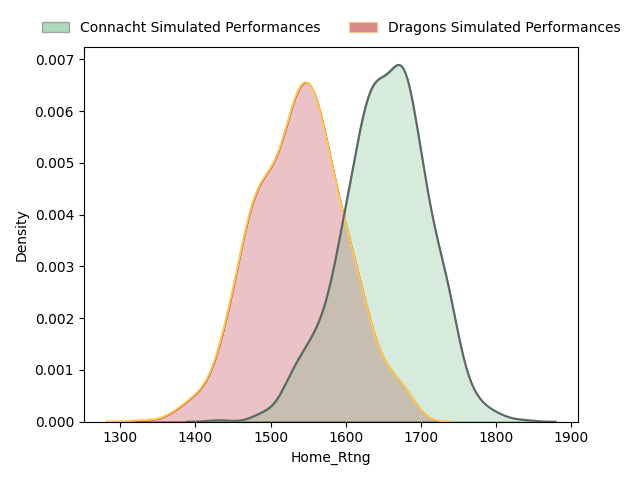 Connacht Simulated Performances Dragons Simulated Performances
0.007
0.006
0.005
0.004
0.003
0.002
0.001
0.000
Density
1300 1400 1500 1600 1700 1800 1900
Home_Rtng